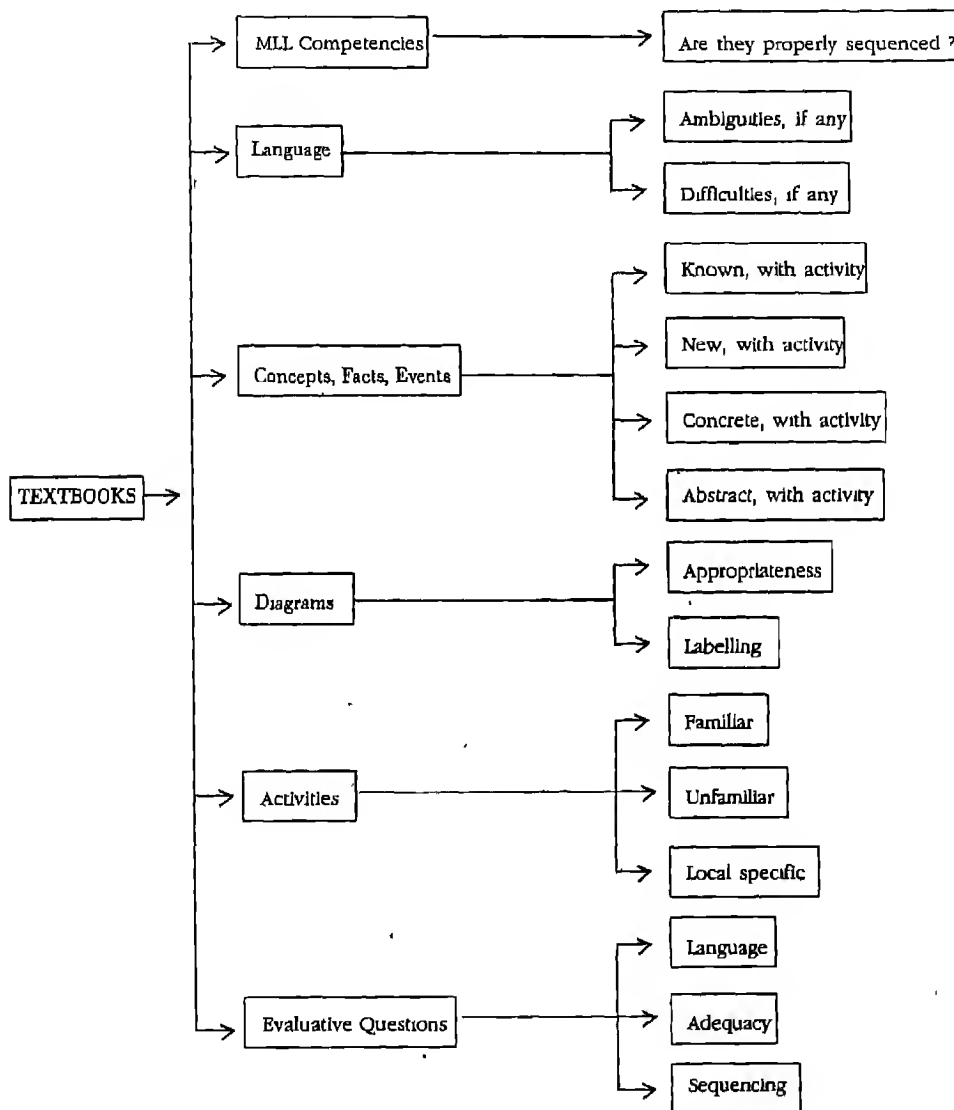 MLL Competencies
Are they properly sequenced ?
Language
Ambiguities, if any
Difficulties, if any
Concepts, Facts, Events
Known, with activity
New, with activity
Concrete, with activity
Abstract, with activity
TEXTBOOKS
Diagrams
Appropriateness
Labelling
Activities
Familiar
Unfamiliar
Local specific
Evaluative Questions
Language
Adequacy
Sequencing